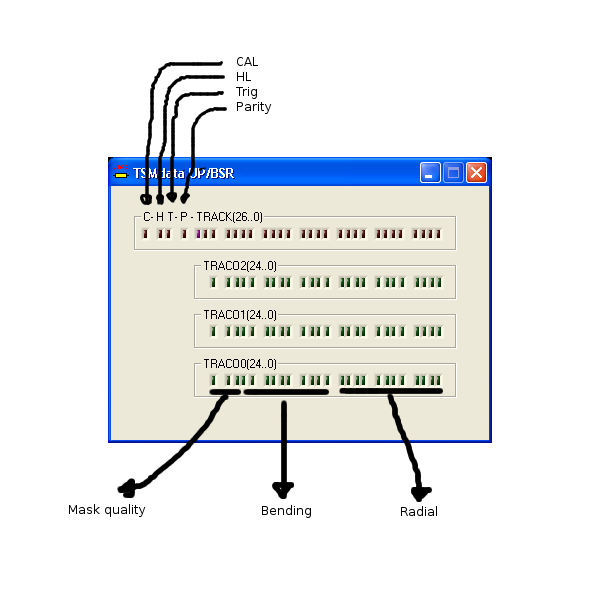 CAL
HL
Trig
Parity
TSMdata UP/BSR
C- H T- P - TRACK(26..0)
TRACO2(24..0)
TRACO1(24..0)
TRACO0(24..0)
Mask quality
Bending
Radial